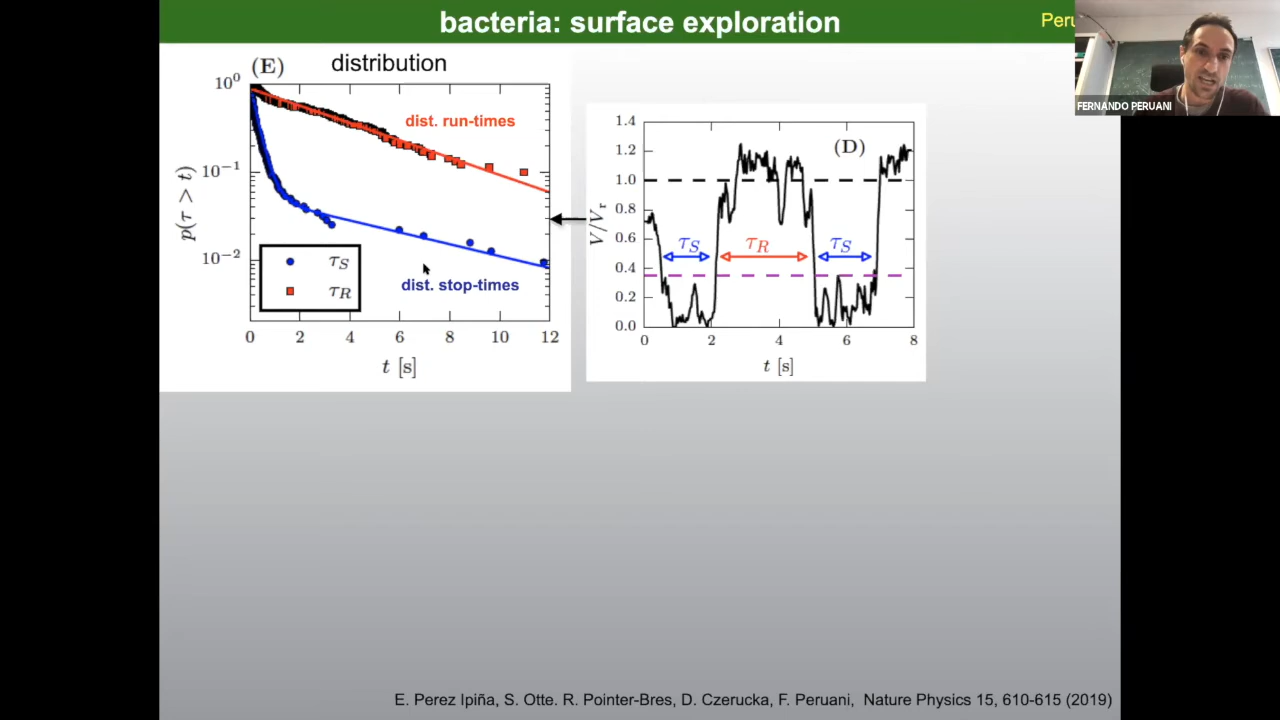 bacteria: surface exploration
Peru
FERNANDO PERUANI
(E) distribution
10⁰
10⁻¹
10⁻²
p(τ > t)
dist. run-times
dist. stop-times
τS
τR
0 2 4 6 8 10 12
t [s]
(D)
1.4
1.2
1.0
0.8
0.6
0.4
0.2
0.0
V/Vr
τS τR τS
0 2 4 6 8
t [s]
E. Perez Ipiña, S. Otte. R. Pointer-Bres, D. Czerucka, F. Peruani, Nature Physics 15, 610-615 (2019)